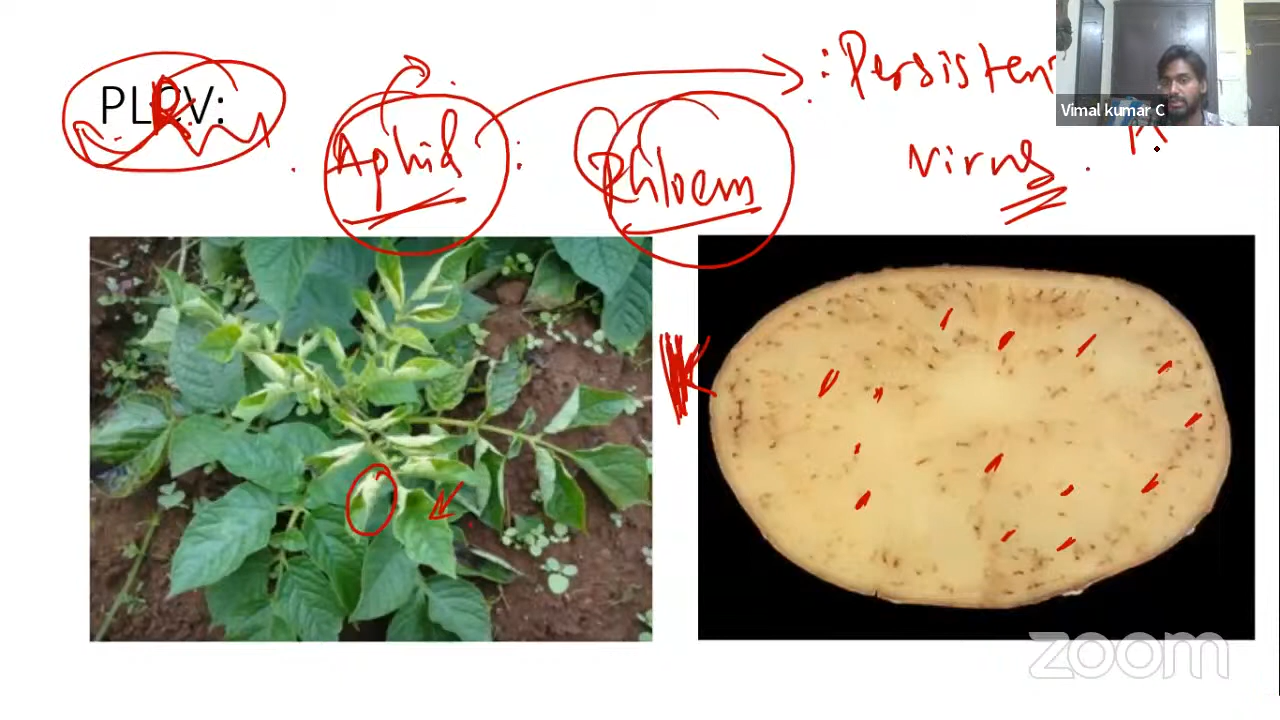 PLRV:
: Persisten
Vimal kumar C
Aphid : Phloem
virus.
zoom